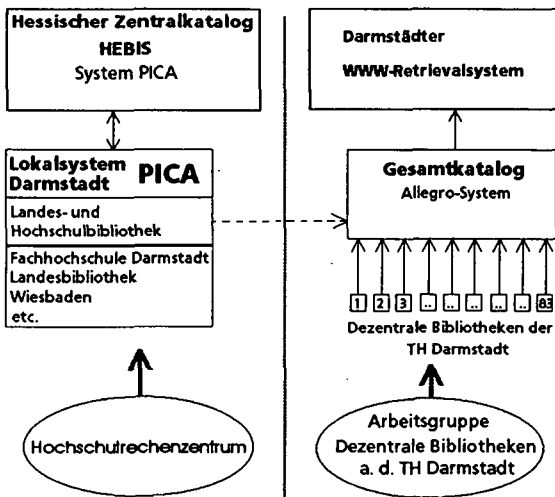 Hessischer Zentralkatalog
HEBIS
System PICA
Lokalsystem
Darmstadt PICA
Landes- und
Hochschulbibliothek
Fachhochschule Darmstadt
Landesbibliothek
Wiesbaden
etc.
Hochschulrechenzentrum
Darmstädter
WWW-Retrievalsystem
Gesamtkatalog
Allegro-System
1 2 3 .. .. .. .. .. 83
Dezentrale Bibliotheken der
TH Darmstadt
Arbeitsgruppe
Dezentrale Bibliotheken
a. d. TH Darmstadt